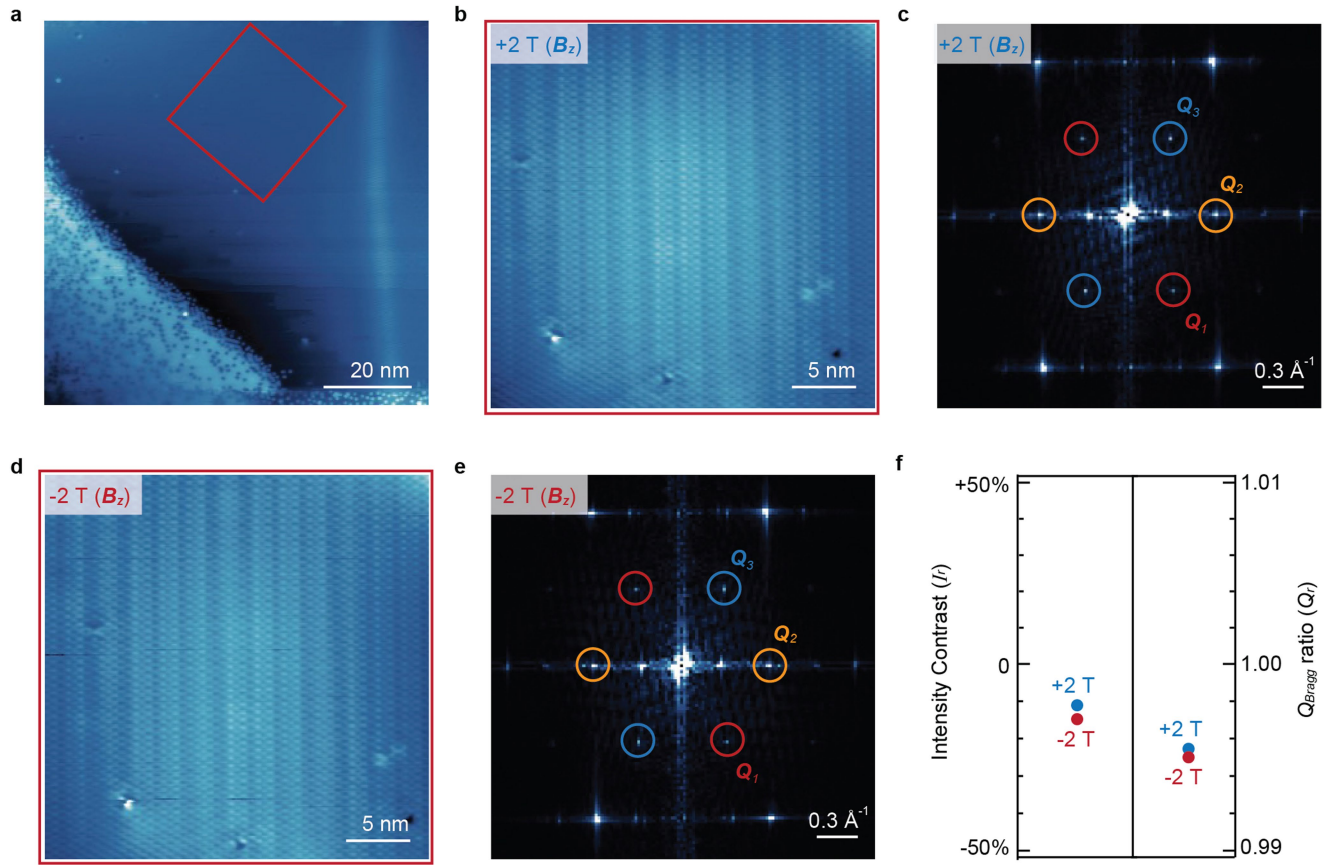 a
20 nm
b
+2 T (Bz)
5 nm
c
+2 T (Bz)
Q3
Q2
Q1
0.3 Å⁻¹
d
-2 T (Bz)
5 nm
e
-2 T (Bz)
Q3
Q2
Q1
0.3 Å⁻¹
f
Intensity Contrast (Ir)
+50%
0
-50%
+2 T
-2 T
+2 T
-2 T
1.01
1.00
0.99
QBragg ratio (Qr)